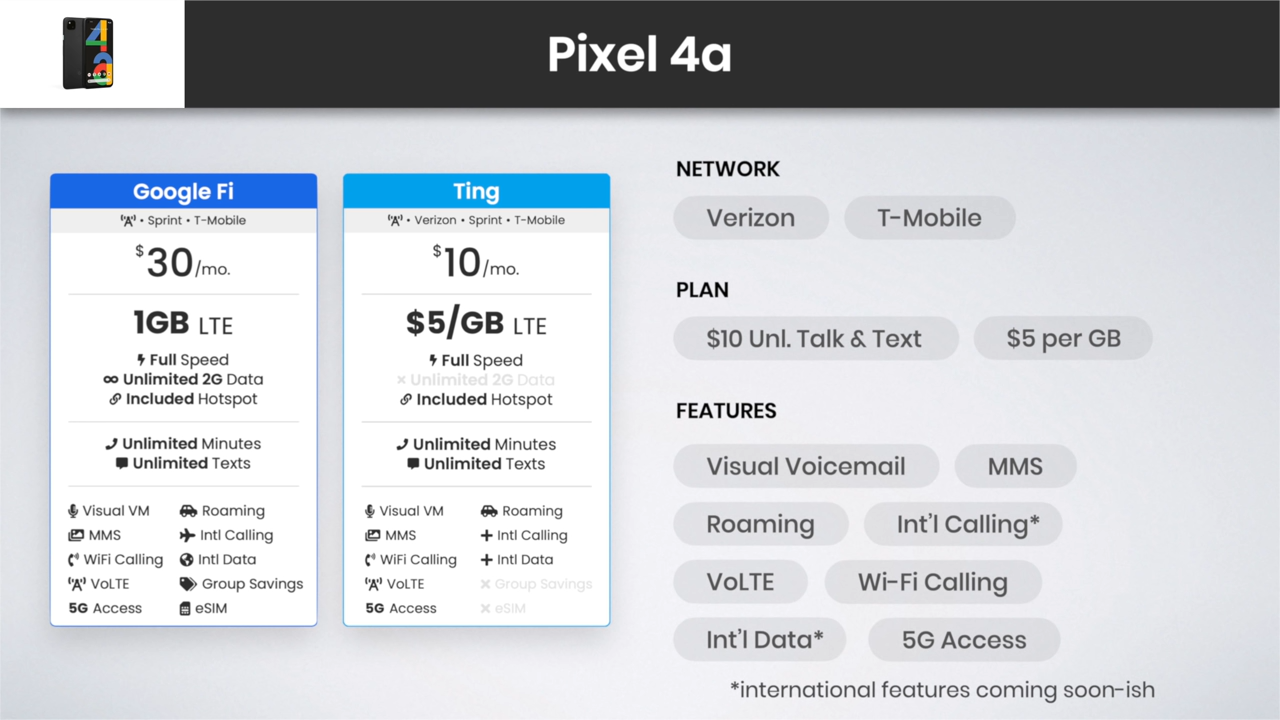 Pixel 4a
Google Fi
• Sprint • T-Mobile
$30/mo.
1GB LTE
Full Speed
∞ Unlimited 2G Data
Included Hotspot
Unlimited Minutes
Unlimited Texts
Visual VM Roaming
MMS Intl Calling
WiFi Calling Intl Data
VoLTE Group Savings
5G Access eSIM
Ting
• Verizon • Sprint • T-Mobile
$10/mo.
$5/GB LTE
Full Speed
× Unlimited 2G Data
Included Hotspot
Unlimited Minutes
Unlimited Texts
Visual VM Roaming
MMS + Intl Calling
WiFi Calling + Intl Data
VoLTE × Group Savings
5G Access × eSIM
NETWORK
Verizon T-Mobile
PLAN
$10 Unl. Talk & Text $5 per GB
FEATURES
Visual Voicemail MMS
Roaming Int'l Calling*
VoLTE Wi-Fi Calling
Int'l Data* 5G Access
*international features coming soon-ish